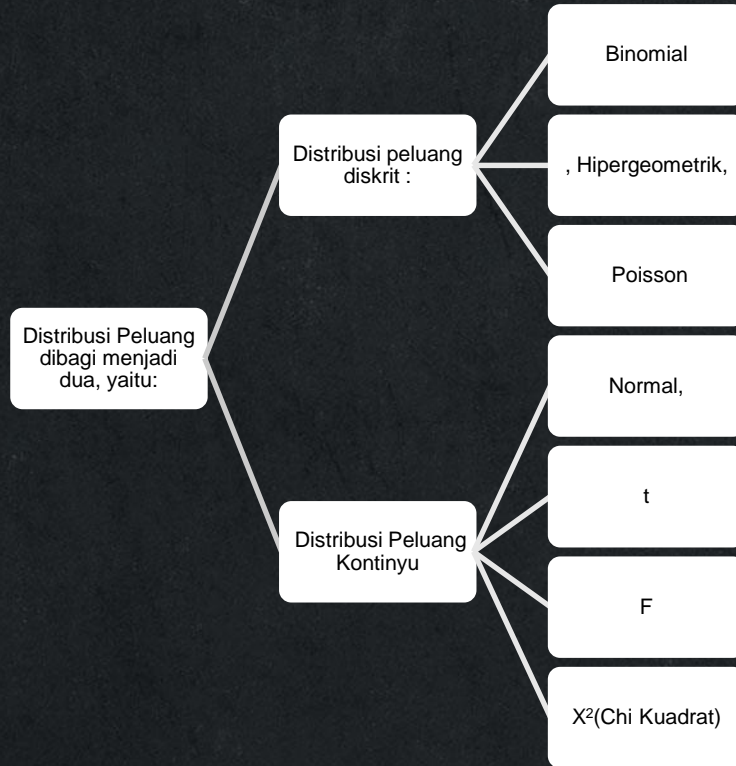 Distribusi Peluang
dibagi menjadi
dua, yaitu:
Distribusi peluang
diskrit :
Binomial
, Hipergeometrik,
Poisson
Distribusi Peluang
Kontinyu
Normal,
t
F
X²(Chi Kuadrat)